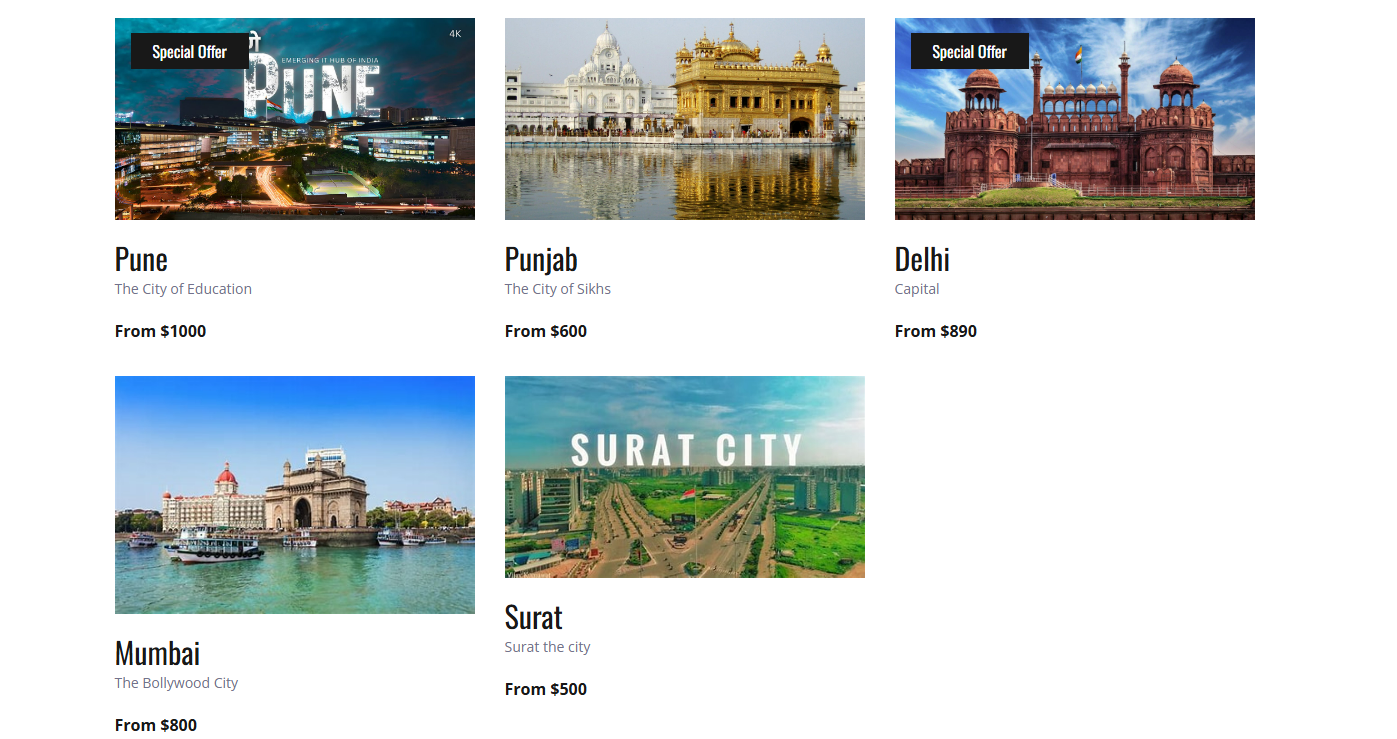 Special Offer
4K
EMERGING IT HUB OF INDIA
PUNE
Special Offer
Pune
The City of Education
From $1000
Punjab
The City of Sikhs
From $600
Delhi
Capital
From $890
SURAT CITY
Mumbai
The Bollywood City
From $800
Surat
Surat the city
From $500